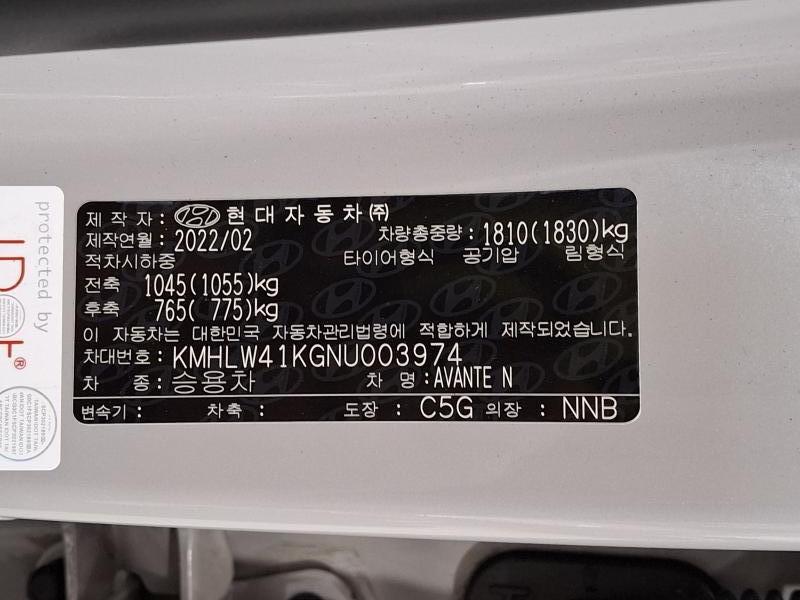 제 작 자 : 현대자동차㈜
제작연월 : 2022/02 차량총중량 : 1810(1830)kg
적차시하중 타이어형식 공기압 림형식
전축 1045(1055)kg
후축 765( 775)kg
이 자동차는 대한민국 자동차관리법령에 적합하게 제작되었습니다.
차대번호 : KMHLW41KGNU003974
차 종 : 승용차 차 명 : AVANTE N
변속기 : 차축 : 도장 : C5G 의장 : NNB
protected by